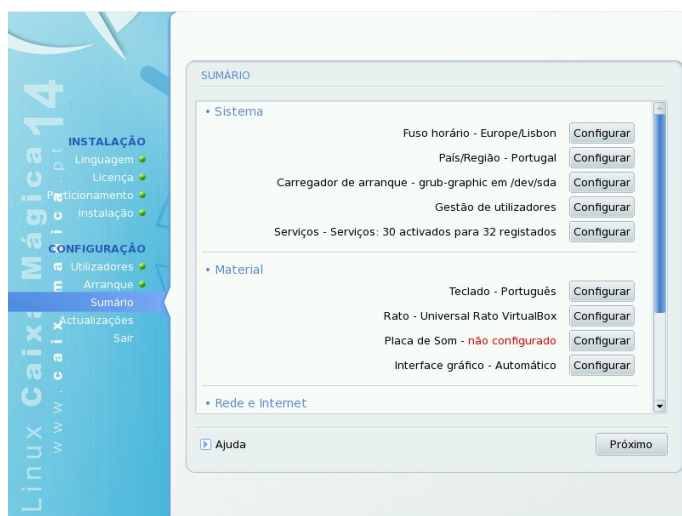 Linux Caixa Mágica 14
www.caixamagica.pt
INSTALAÇÃO
Linguagem
Licença
Particionamento
Instalação
CONFIGURAÇÃO
Utilizadores
Arranque
Sumário
Actualizações
Sair
SUMÁRIO
• Sistema
Fuso horário - Europe/Lisbon Configurar
País/Região - Portugal Configurar
Carregador de arranque - grub-graphic em /dev/sda Configurar
Gestão de utilizadores Configurar
Serviços - Serviços: 30 activados para 32 registados Configurar
• Material
Teclado - Português Configurar
Rato - Universal Rato VirtualBox Configurar
Placa de Som - não configurado Configurar
Interface gráfico - Automático Configurar
• Rede e Internet
Ajuda
Próximo